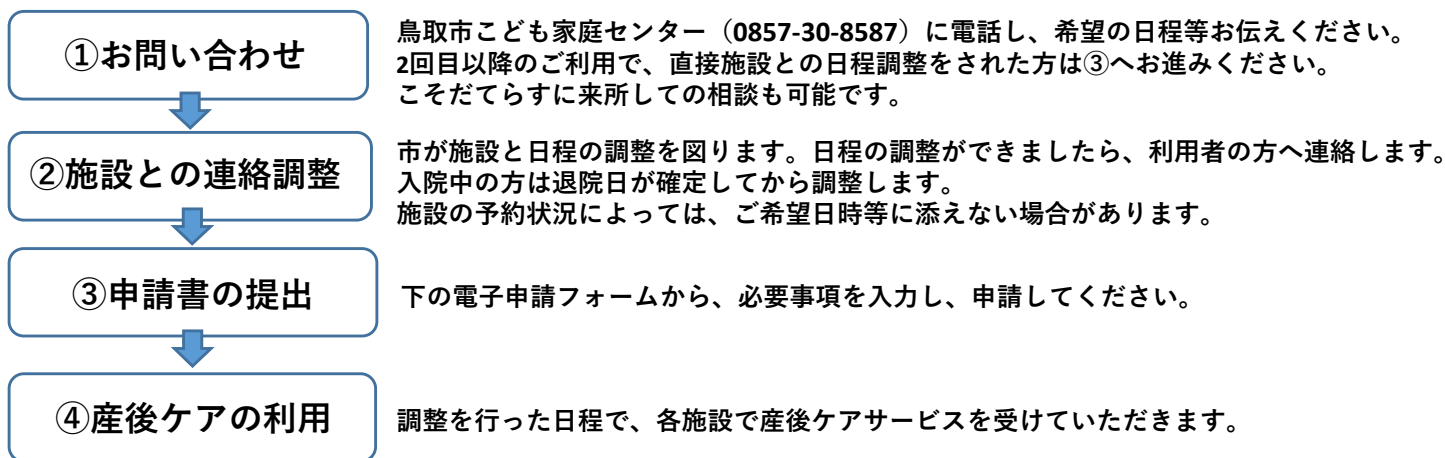 ①お問い合わせ
鳥取市こども家庭センター（0857-30-8587）に電話し、希望の日程等お伝えください。
2回目以降のご利用で、直接施設との日程調整をされた方は③へお進みください。
こそだてらすに来所しての相談も可能です。
②施設との連絡調整
市が施設と日程の調整を図ります。日程の調整ができましたら、利用者の方へ連絡します。
入院中の方は退院日が確定してから調整します。
施設の予約状況によっては、ご希望日時等に添えない場合があります。
③申請書の提出
下の電子申請フォームから、必要事項を入力し、申請してください。
④産後ケアの利用
調整を行った日程で、各施設で産後ケアサービスを受けていただきます。